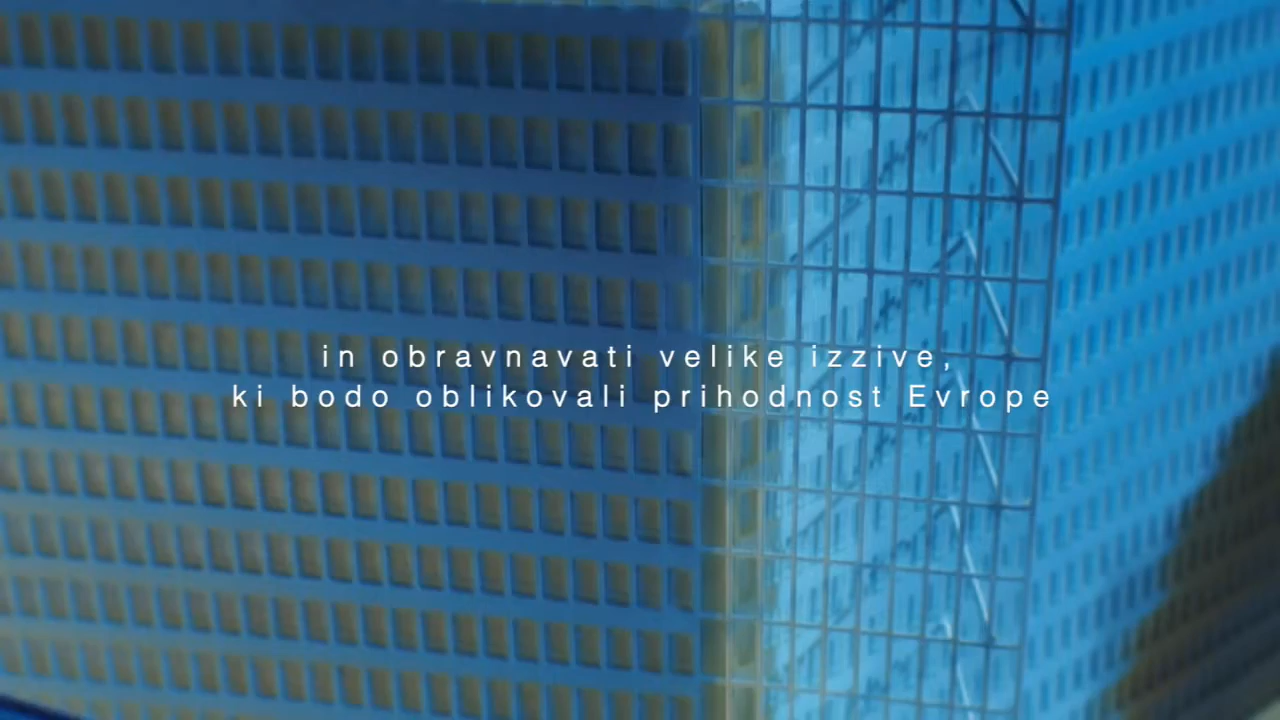 in obravnavati velike izzive,
ki bodo oblikovali prihodnost Evrope